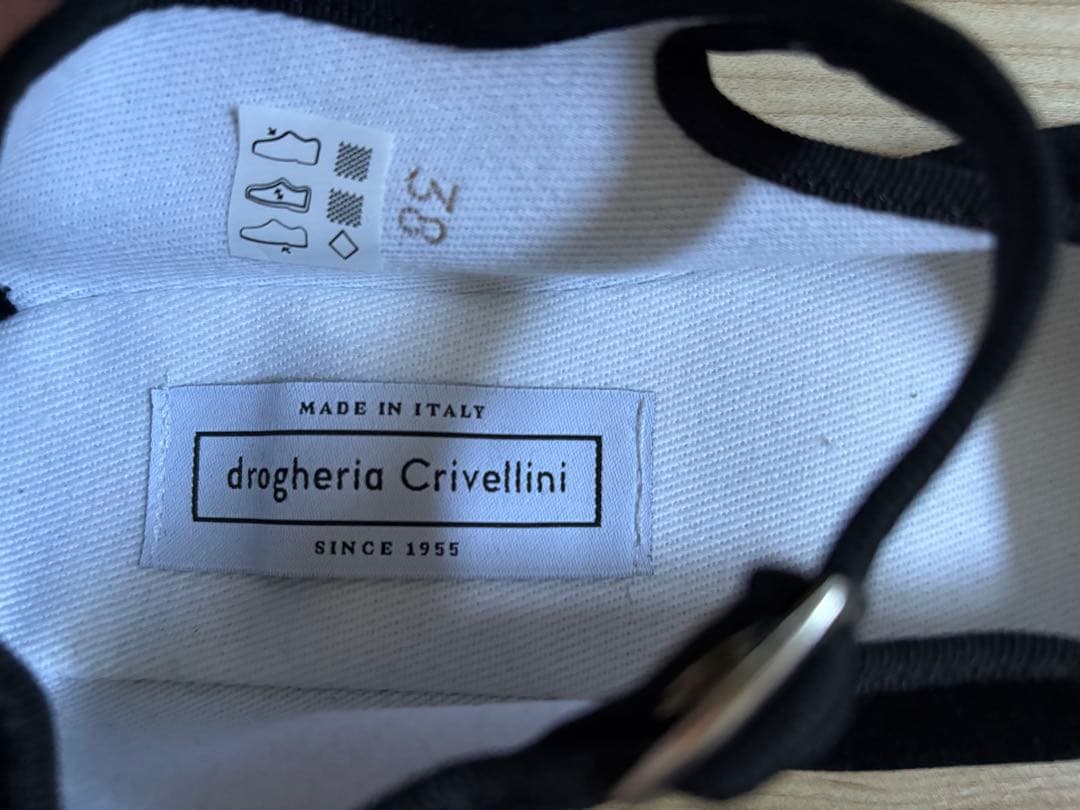 38
MADE IN ITALY
drogheria Crivellini
SINCE 1955